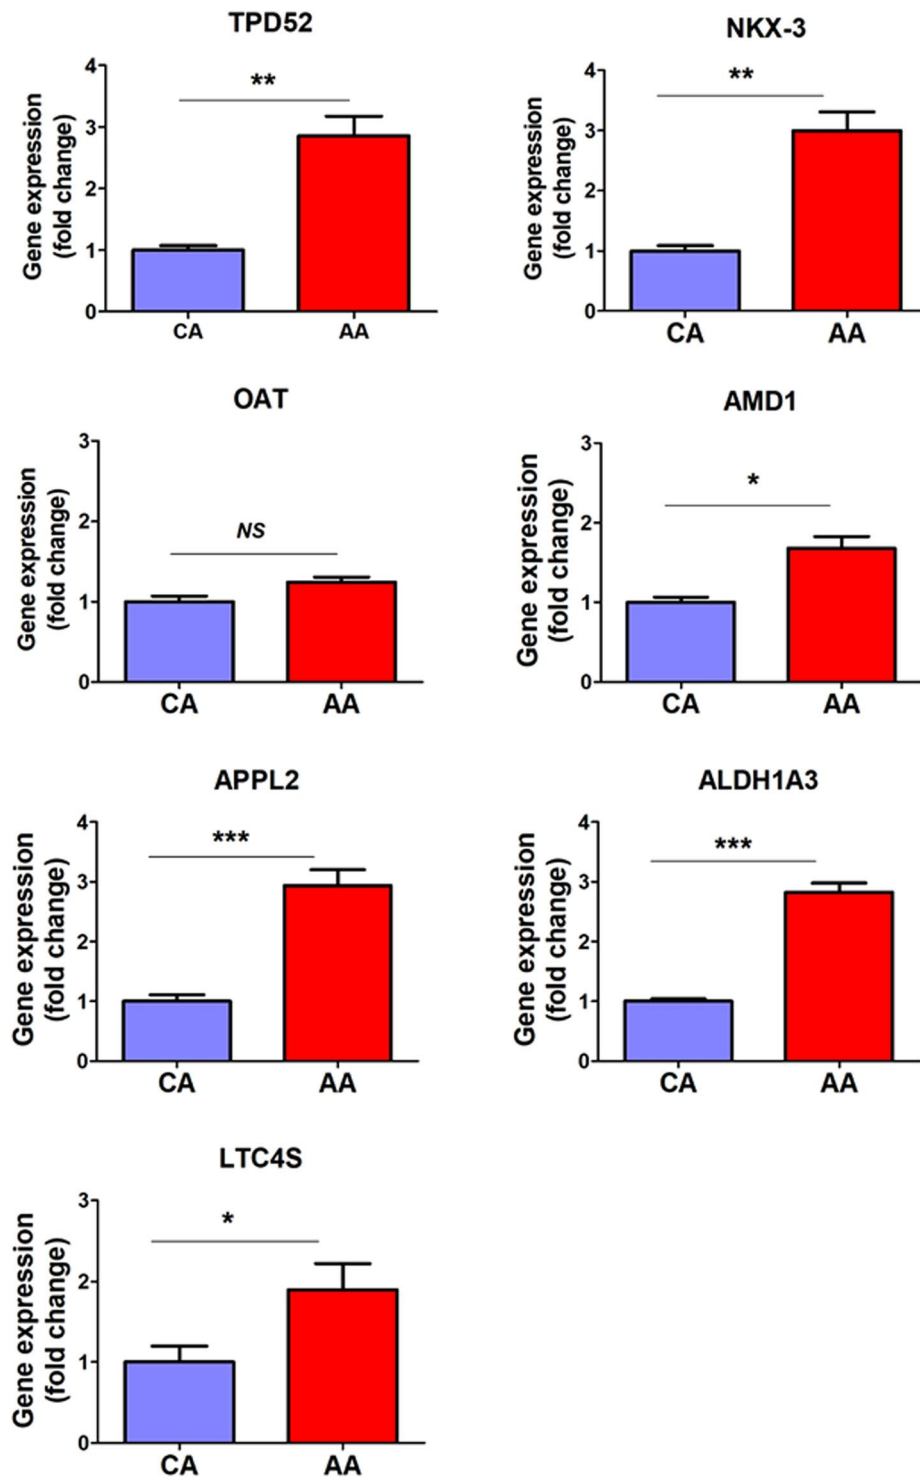 TPD52
Gene expression
(fold change)
4
3
2
1
0
**
CA AA
NKX-3
Gene expression
(fold change)
4
3
2
1
0
**
CA AA
OAT
Gene expression
(fold change)
3
2
1
0
NS
CA AA
AMD1
Gene expression
(fold change)
3
2
1
0
*
CA AA
APPL2
Gene expression
(fold change)
4
3
2
1
0
***
CA AA
ALDH1A3
Gene expression
(fold change)
4
3
2
1
0
***
CA AA
LTC4S
Gene expression
(fold change)
3
2
1
0
*
CA AA